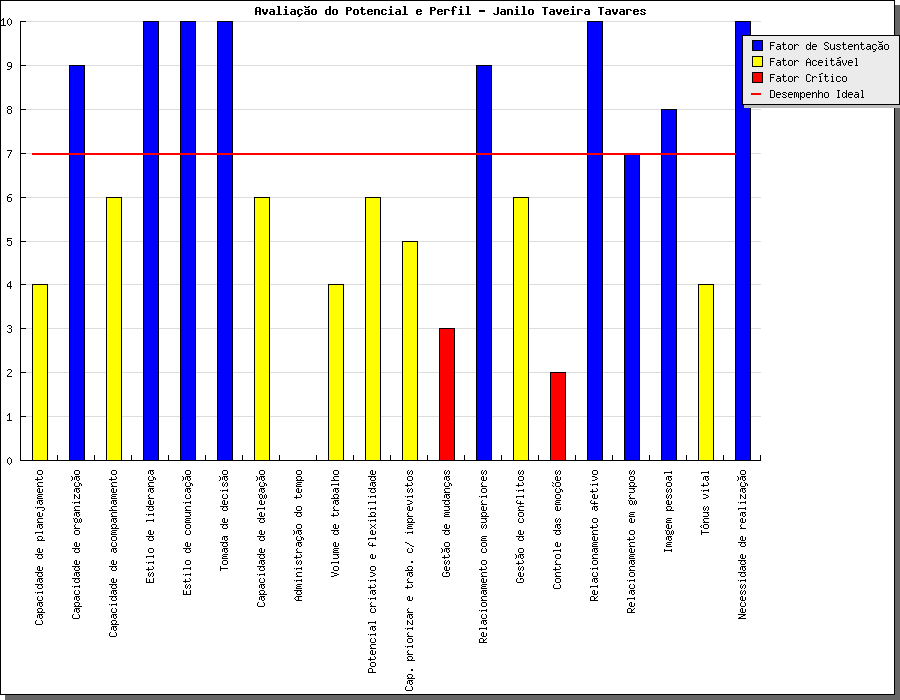 Avaliação do Potencial e Perfil - Janilo Taveira Tavares
Fator de Sustentação
Fator Aceitável
Fator Crítico
Desempenho Ideal
10
9
8
7
6
5
4
3
2
1
0
Capacidade de planejamento
Capacidade de organização
Capacidade de acompanhamento
Estilo de liderança
Estilo de comunicação
Tomada de decisão
Capacidade de delegação
Administração do tempo
Volume de trabalho
Potencial criativo e flexibilidade
Cap. priorizar e trab. c/ imprevistos
Gestão de mudanças
Relacionamento com superiores
Gestão de conflitos
Controle das emoções
Relacionamento afetivo
Relacionamento em grupos
Imagem pessoal
Tônus vital
Necessidade de realização